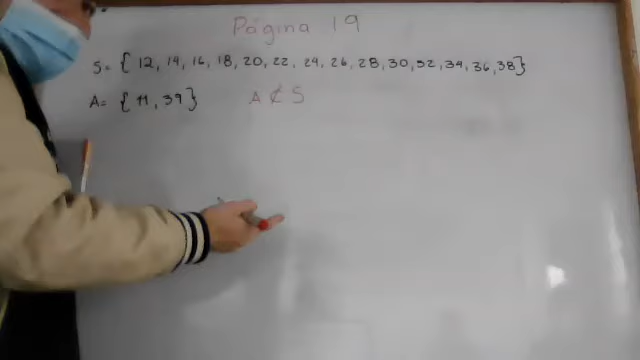 Página 19
S = { 12, 14, 16, 18, 20, 22, 24, 26, 28, 30, 32, 34, 36, 38}
A = { 11, 39 } A ⊄ S